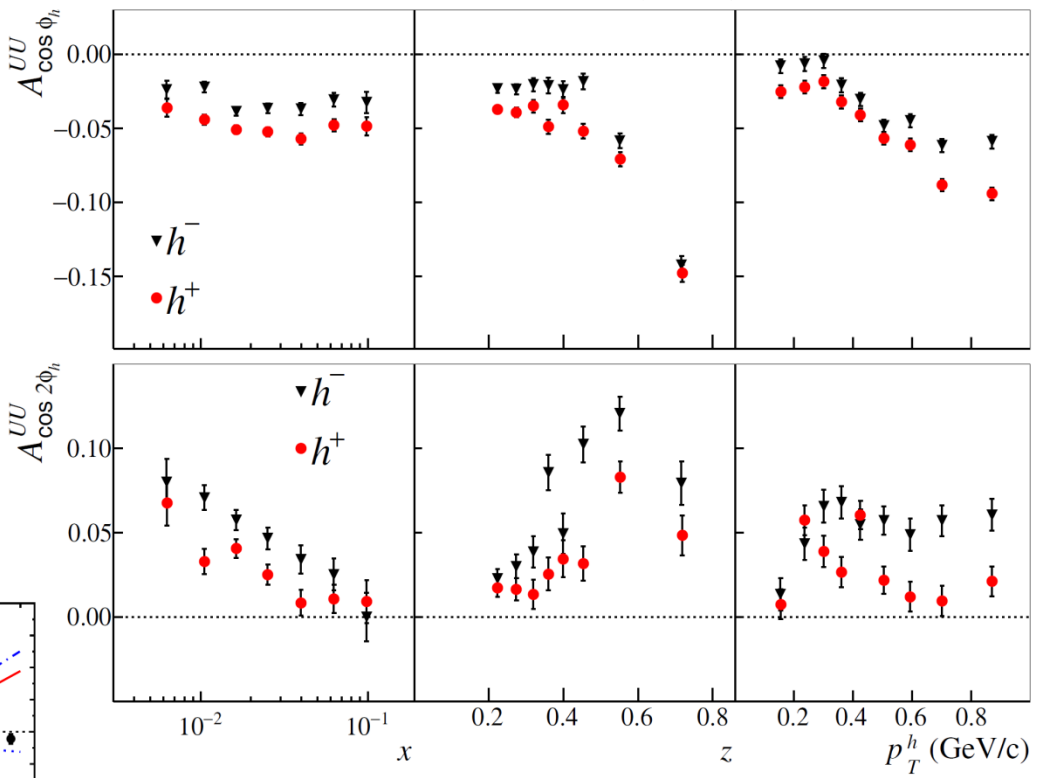 A^{UU}_{cos ϕ_h}
0.00
−0.05
−0.10
−0.15
h⁻
h⁺
A^{UU}_{cos 2ϕ_h}
0.10
0.05
0.00
h⁻
h⁺
10⁻² 10⁻¹ 0.2 0.4 0.6 0.8 0.2 0.4 0.6 0.8
x z p_T^h (GeV/c)